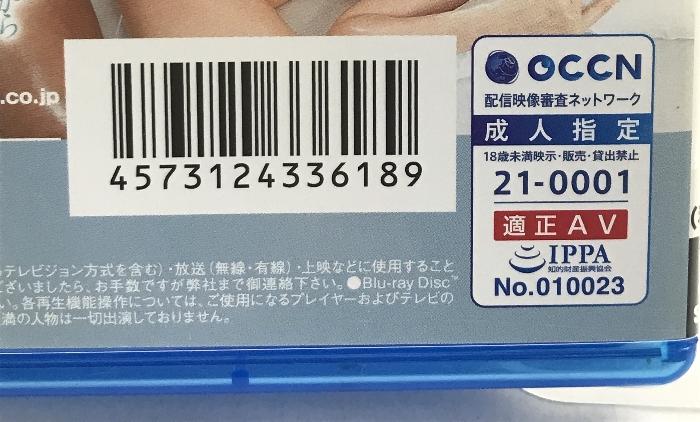 から
.co.jp
4573124336189
OCCN
配信映像審査ネットワーク
成人指定
18歳未満映示・販売・貸出禁止
21-0001
適正AV
IPPA
知的財産振興協会
No.010023
テレビジョン方式を含む)・放送(無線・有線)・上映などに使用すること
ございましたら、お手数ですが弊社まで御連絡下さい。●Blu-ray Disc™
い。各再生機能操作については、ご使用になるプレイヤーおよびテレビの
満の人物は一切出演しておりません。